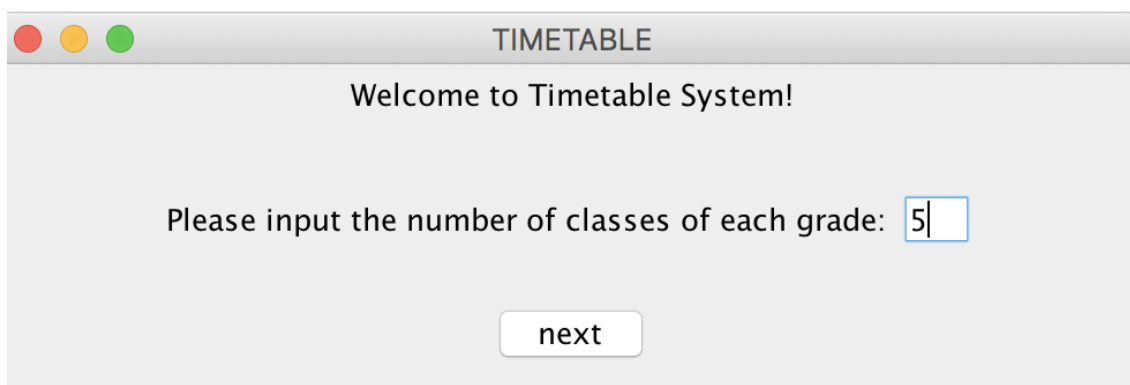 TIMETABLE
Welcome to Timetable System!
Please input the number of classes of each grade: 5
next